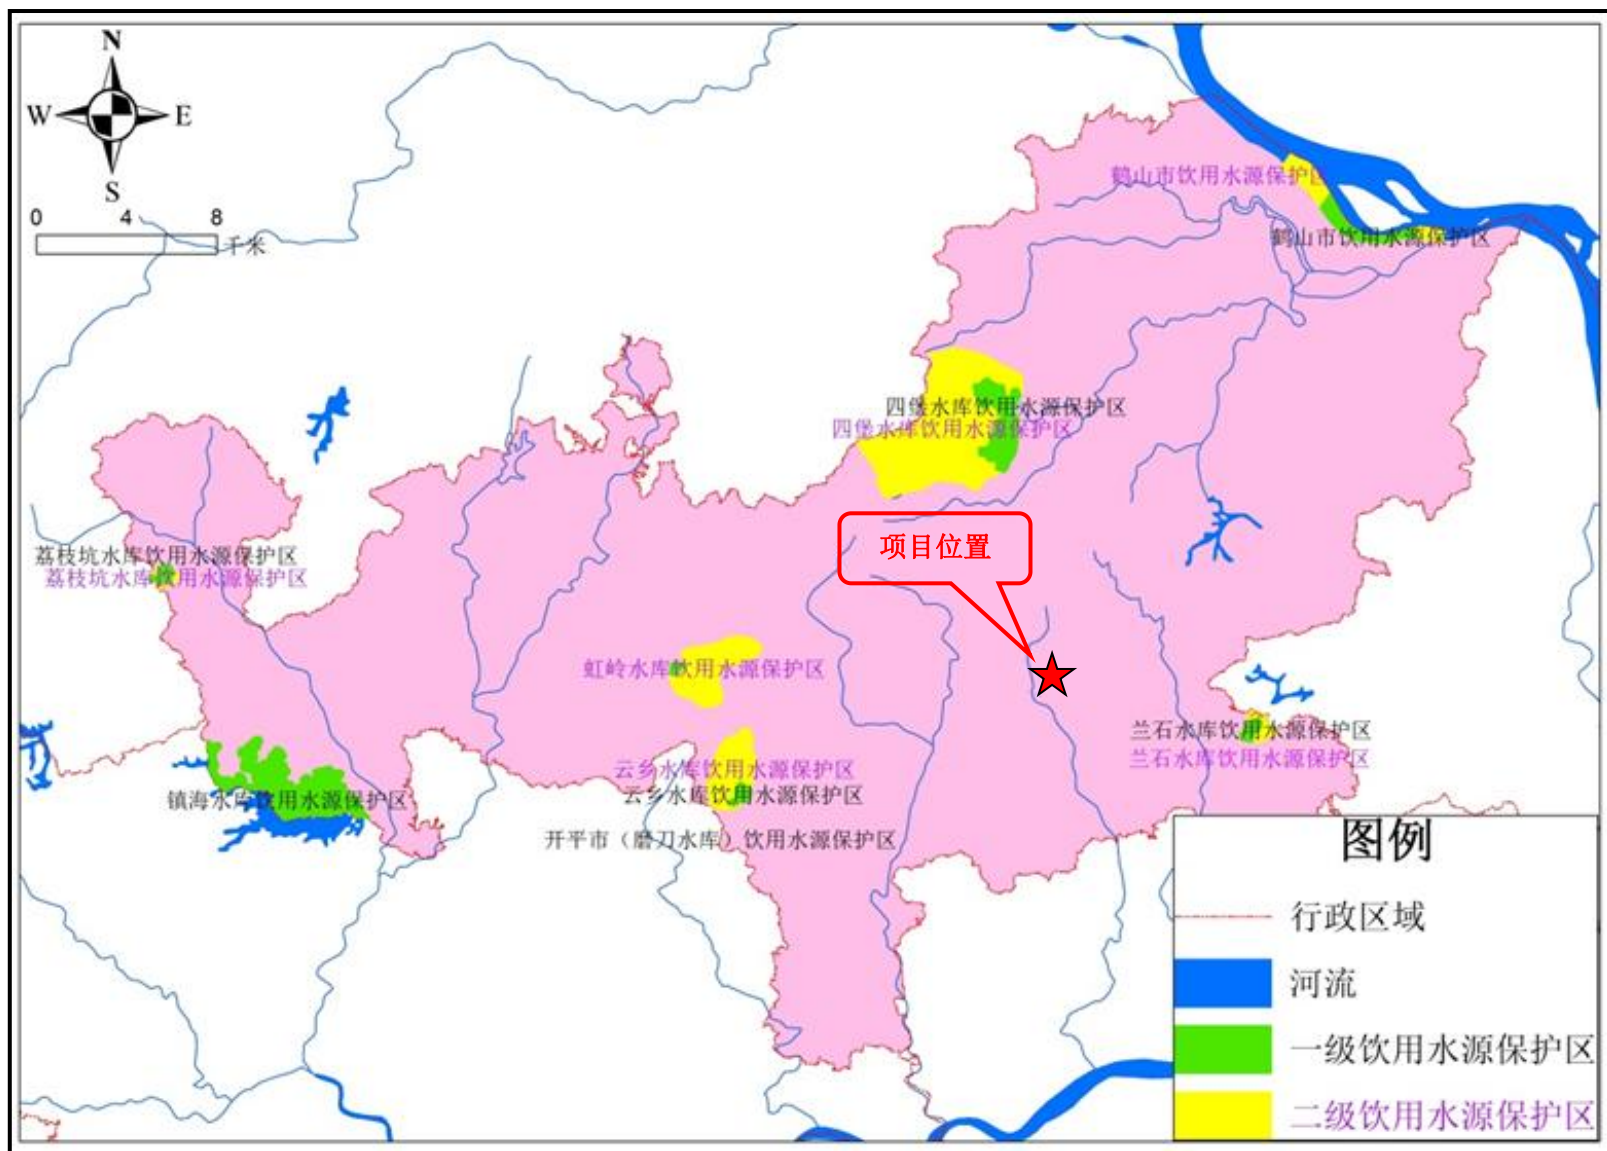 N
W
E
S
0 4 8
千米
鹤山市饮用水源保护区
鹤山市饮用水源保护区
四堡水库饮用水源保护区
四堡水库饮用水源保护区
项目位置
荔枝坑水库饮用水源保护区
荔枝坑水库饮用水源保护区
虹岭水库饮用水源保护区
兰石水库饮用水源保护区
兰石水库饮用水源保护区
云乡水库饮用水源保护区
云乡水库饮用水源保护区
镇海水库饮用水源保护区
开平市（磨刀水库）饮用水源保护区
图例
行政区域
河流
一级饮用水源保护区
二级饮用水源保护区